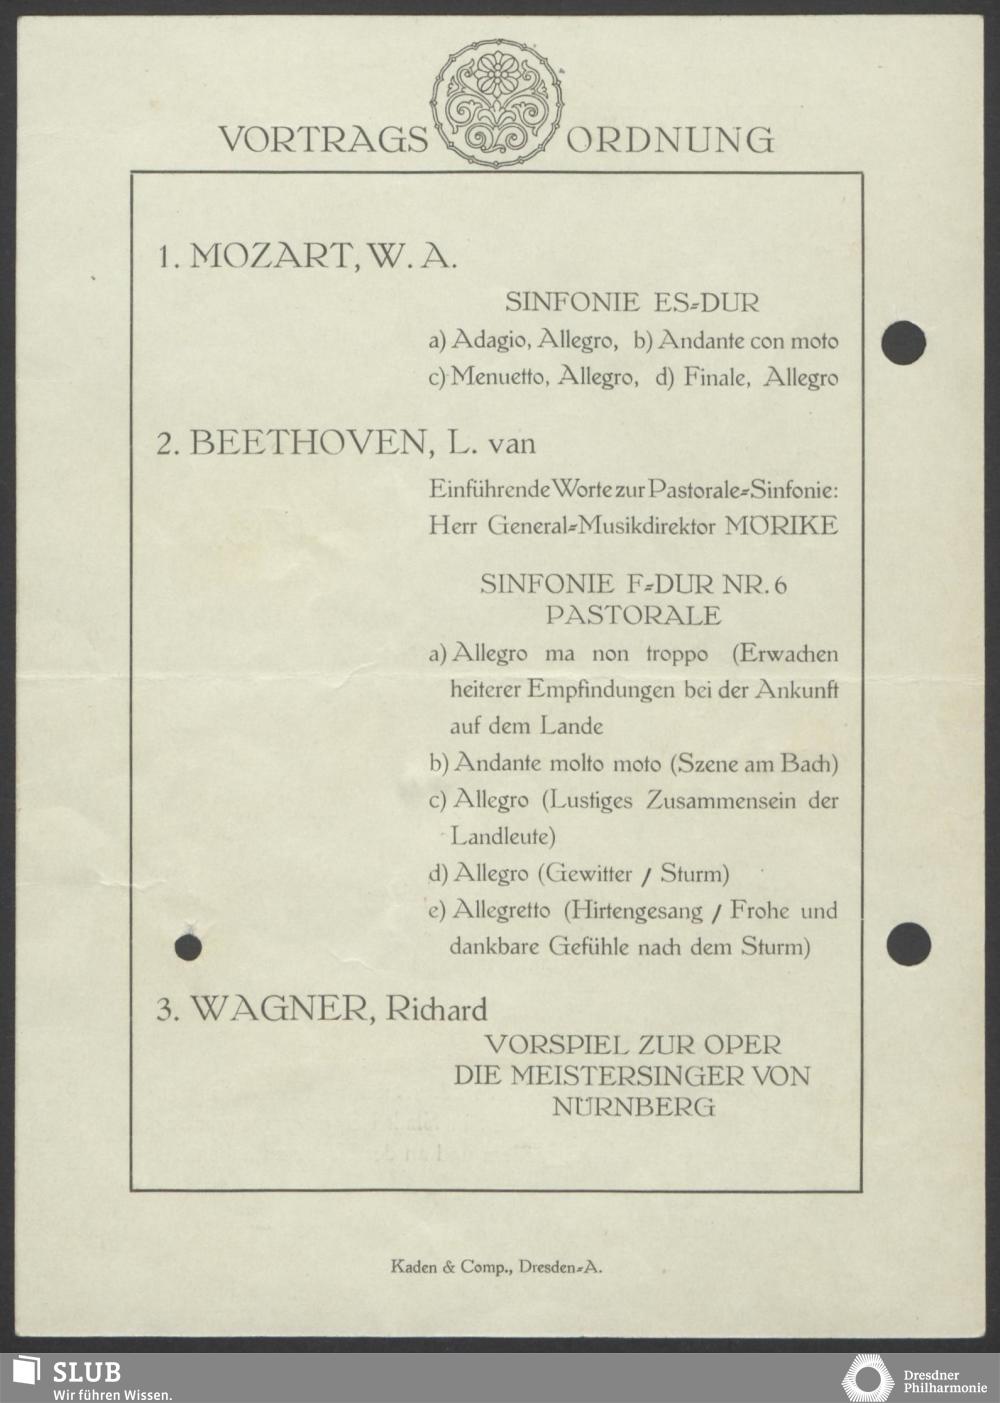 VORTRAGS ORDNUNG
1. MOZART, W. A.
SINFONIE ES-DUR
a) Adagio, Allegro, b) Andante con moto
c) Menuetto, Allegro, d) Finale, Allegro
2. BEETHOVEN, L. van
Einführende Worte zur Pastorale-Sinfonie:
Herr General-Musikdirektor MÖRIKE
SINFONIE F-DUR NR. 6
PASTORALE
a) Allegro ma non troppo (Erwachen
heiterer Empfindungen bei der Ankunft
auf dem Lande
b) Andante molto moto (Szene am Bach)
c) Allegro (Lustiges Zusammensein der
Landleute)
d) Allegro (Gewitter / Sturm)
e) Allegretto (Hirtengesang / Frohe und
dankbare Gefühle nach dem Sturm)
3. WAGNER, Richard
VORSPIEL ZUR OPER
DIE MEISTERSINGER VON
NÜRNBERG
Kaden & Comp., Dresden-A.
SLUB
Wir führen Wissen.
Dresdner
Philharmonie